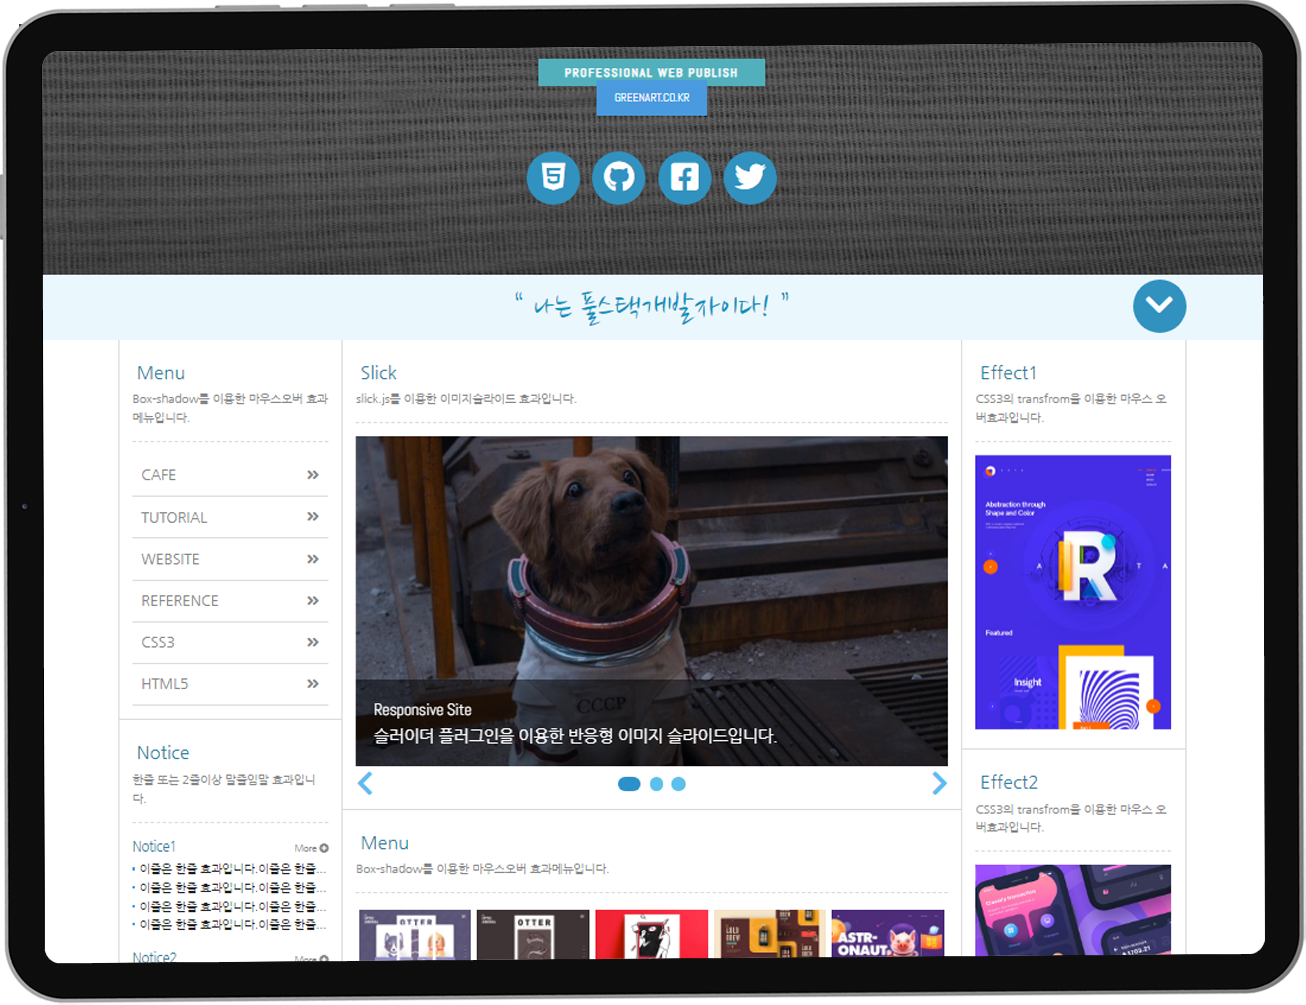 PROFESSIONAL WEB PUBLISH
GREENART.CO.KR
“ 나는 풀스택개발자이다! ”
Menu
Box-shadow를 이용한 마우스오버 효과
메뉴입니다.
CAFE
TUTORIAL
WEBSITE
REFERENCE
CSS3
HTML5
Notice
한줄 또는 2줄이상 말줄임말 효과입니
다.
Notice1
More
이줄은 한줄 효과입니다.이줄은 한줄...
이줄은 한줄 효과입니다.이줄은 한줄...
이줄은 한줄 효과입니다.이줄은 한줄...
이줄은 한줄 효과입니다.이줄은 한줄...
Notice2
More
Slick
slick.js를 이용한 이미지슬라이드 효과입니다.
CCCP
Responsive Site
슬러이더 플러그인을 이용한 반응형 이미지 슬라이드입니다.
Menu
Box-shadow를 이용한 마우스오버 효과메뉴입니다.
OTTER
OTTER
LULU
BREW
ASTR-
ONAUT.
Effect1
CSS3의 transfrom을 이용한 마우스 오
버효과입니다.
Abstraction through
Shape and Color
R
A
T
A
Featured
Insight
Effect2
CSS3의 transfrom을 이용한 마우스 오
버효과입니다.
Classify transaction